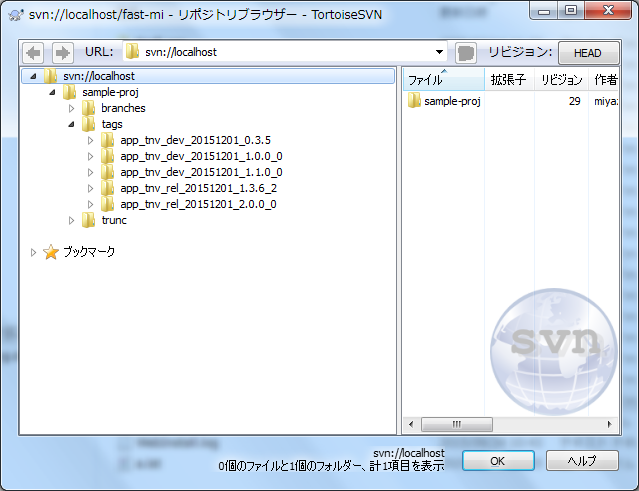 svn://localhost/fast-mi - リポジトリブラウザー - TortoiseSVN
URL: svn://localhost リビジョン: HEAD
svn://localhost
sample-proj
branches
tags
app_tnv_dev_20151201_0.3.5
app_tnv_dev_20151201_1.0.0_0
app_tnv_dev_20151201_1.1.0_0
app_tnv_rel_20151201_1.3.6_2
app_tnv_rel_20151201_2.0.0_0
trunc
ブックマーク
ファイル 拡張子 リビジョン 作者
sample-proj 29 miya
svn
svn://localhost
0個のファイルと1個のフォルダー、計1項目を表示
OK ヘルプ